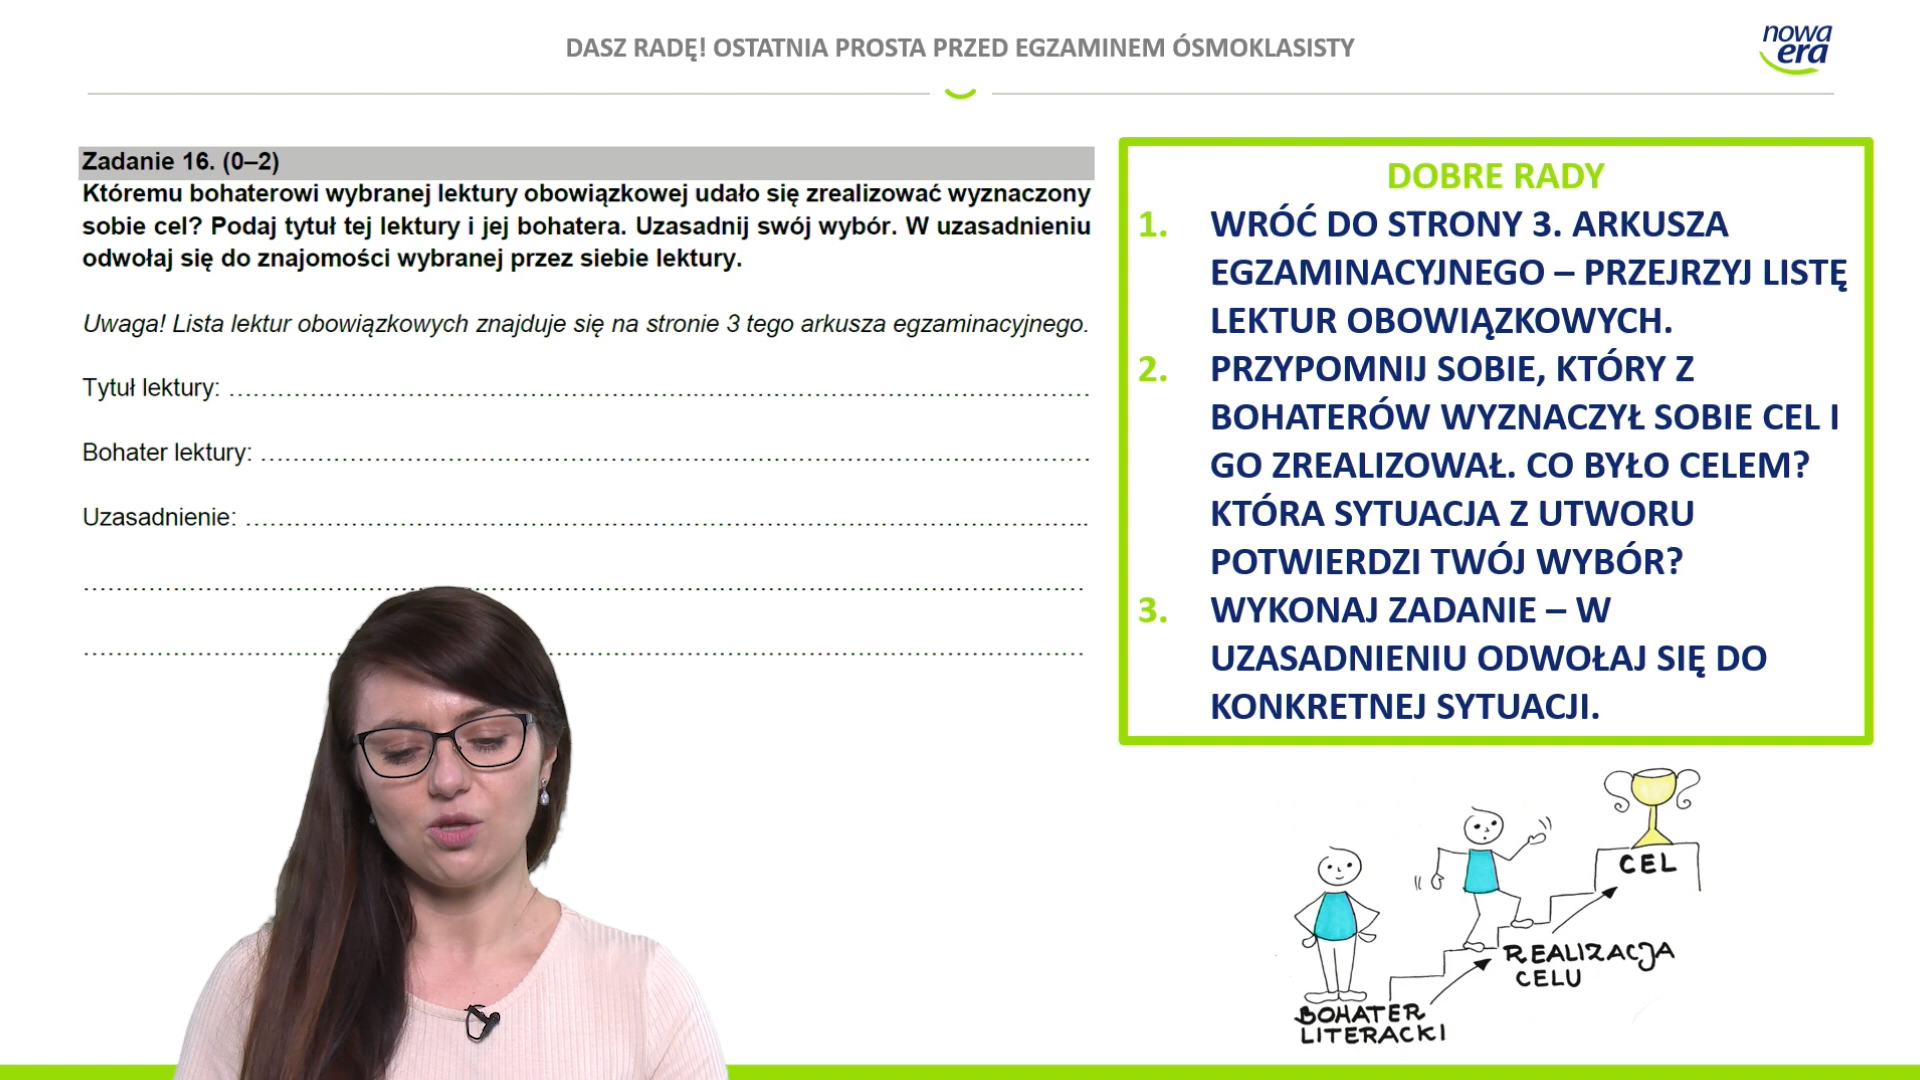 DASZ RADĘ! OSTATNIA PROSTA PRZED EGZAMINEM ÓSMOKLASISTY
nowa
era
Zadanie 16. (0–2)
Któremu bohaterowi wybranej lektury obowiązkowej udało się zrealizować wyznaczony
sobie cel? Podaj tytuł tej lektury i jej bohatera. Uzasadnij swój wybór. W uzasadnieniu
odwołaj się do znajomości wybranej przez siebie lektury.
Uwaga! Lista lektur obowiązkowych znajduje się na stronie 3 tego arkusza egzaminacyjnego.
Tytuł lektury: ..........................................................................
Bohater lektury: ..........................................................................
Uzasadnienie: ..........................................................................
DOBRE RADY
1. WRÓĆ DO STRONY 3. ARKUSZA
EGZAMINACYJNEGO – PRZEJRZYJ LISTĘ
LEKTUR OBOWIĄZKOWYCH.
2. PRZYPOMNIJ SOBIE, KTÓRY Z
BOHATERÓW WYZNACZYŁ SOBIE CEL I
GO ZREALIZOWAŁ. CO BYŁO CELEM?
KTÓRA SYTUACJA Z UTWORU
POTWIERDZI TWÓJ WYBÓR?
3. WYKONAJ ZADANIE – W
UZASADNIENIU ODWOŁAJ SIĘ DO
KONKRETNEJ SYTUACJI.
CEL
REALIZACJA
CELU
BOHATER
LITERACKI